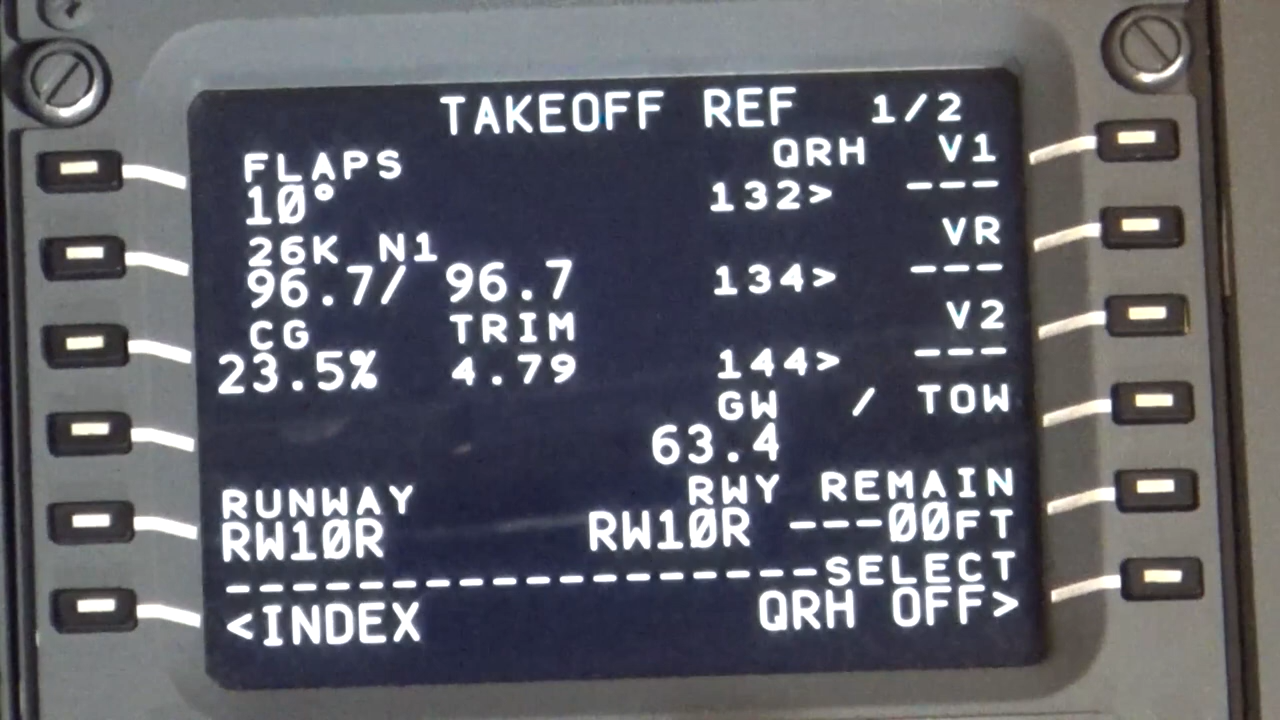 TAKEOFF REF 1/2
FLAPS QRH V1
10° 132> ---
26K N1 VR
96.7/ 96.7 134> ---
CG TRIM V2
23.5% 4.79 144> ---
GW / TOW
63.4
RUNWAY RWY REMAIN
RW10R RW10R ---00FT
------------------SELECT
<INDEX QRH OFF>